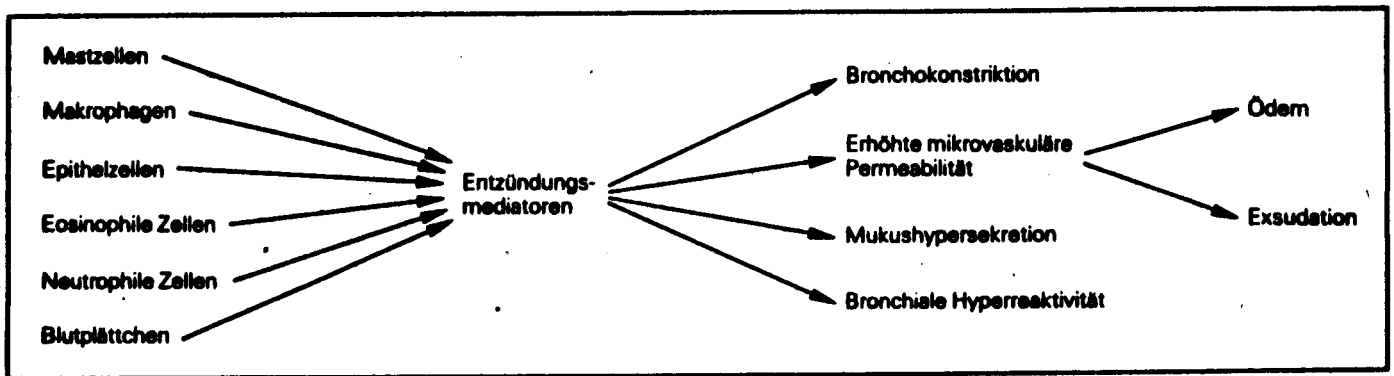 Mastzellen
Makrophagen
Epithelzellen
Eosinophile Zellen
Neutrophile Zellen
Blutplättchen
Entzündungs-
mediatoren
Bronchokonstriktion
Erhöhte mikrovaskuläre
Permeabilität
Mukushypersekretion
Bronchiale Hyperreaktivität
Ödem
Exsudation